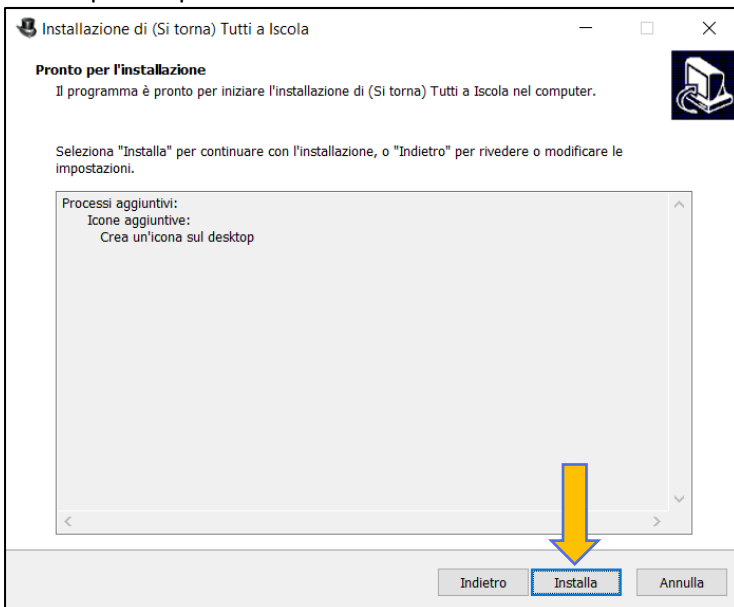 Installazione di (Si torna) Tutti a Iscola
Pronto per l'installazione
Il programma è pronto per iniziare l'installazione di (Si torna) Tutti a Iscola nel computer.
Seleziona "Installa" per continuare con l'installazione, o "Indietro" per rivedere o modificare le
impostazioni.
Processi aggiuntivi:
Icone aggiuntive:
Crea un'icona sul desktop
Indietro
Installa
Annulla